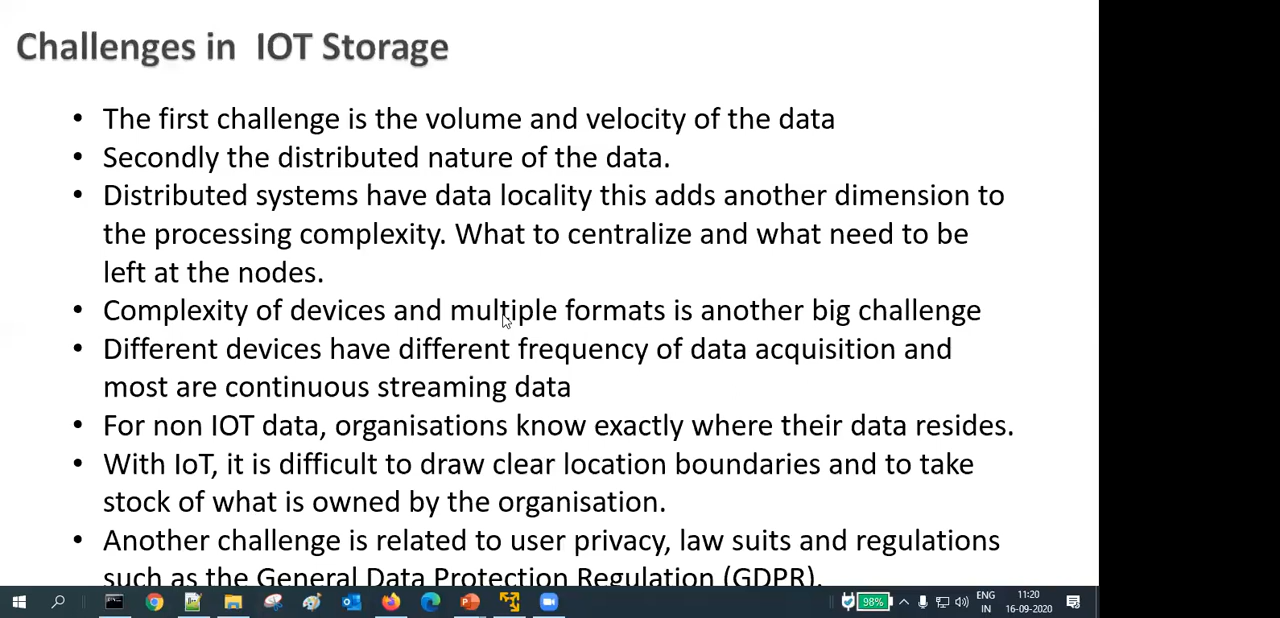 Challenges in IOT Storage
• The first challenge is the volume and velocity of the data
• Secondly the distributed nature of the data.
• Distributed systems have data locality this adds another dimension to
the processing complexity. What to centralize and what need to be
left at the nodes.
• Complexity of devices and multiple formats is another big challenge
• Different devices have different frequency of data acquisition and
most are continuous streaming data
• For non IOT data, organisations know exactly where their data resides.
• With IoT, it is difficult to draw clear location boundaries and to take
stock of what is owned by the organisation.
• Another challenge is related to user privacy, law suits and regulations
such as the General Data Protection Regulation (GDPR).
98%
ENG
IN
11:20
16-09-2020